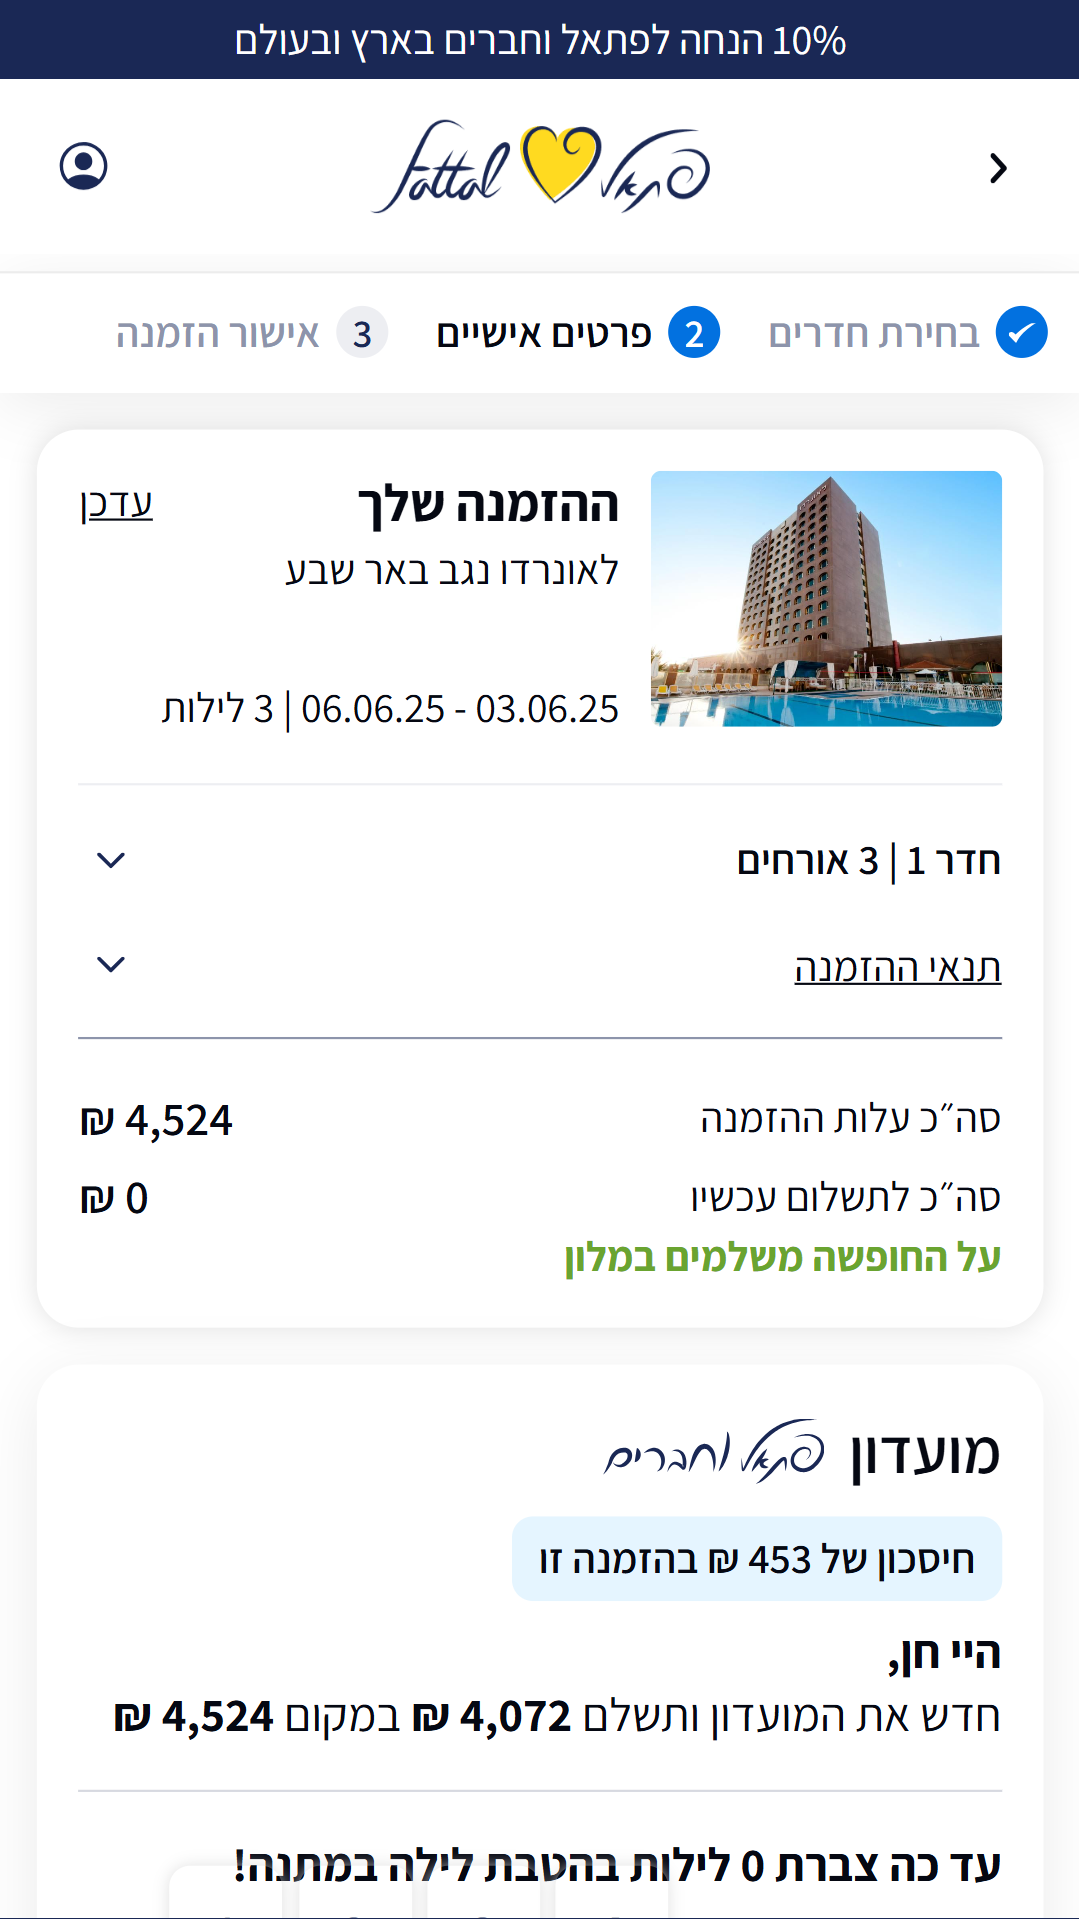 10% הנחה לפתאל וחברים בארץ ובעולם
פתאל Fattal
בחירת חדרים
2 פרטים אישיים
3 אישור הזמנה
ההזמנה שלך
עדכן
לאונרדו נגב באר שבע
03.06.25 - 06.06.25 | 3 לילות
חדר 1 | 3 אורחים
תנאי ההזמנה
סה״כ עלות ההזמנה 4,524 ₪
סה״כ לתשלום עכשיו 0 ₪
על החופשה משלמים במלון
מועדון פתאל וחברים
חיסכון של 453 ₪ בהזמנה זו
היי חן,
חדש את המועדון ותשלם 4,072 ₪ במקום 4,524 ₪
עד כה צברת 0 לילות בהטבת לילה במתנה!